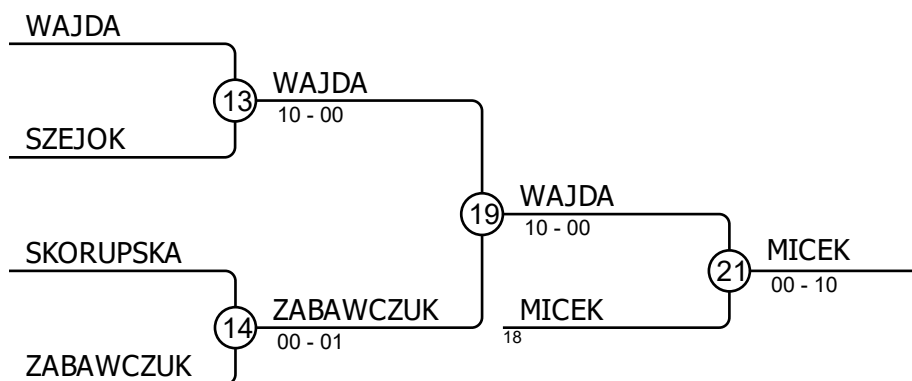 WAJDA
13
WAJDA
10 - 00
SZEJOK
19
WAJDA
10 - 00
SKORUPSKA
14
ZABAWCZUK
00 - 01
ZABAWCZUK
MICEK
18
21
MICEK
00 - 10